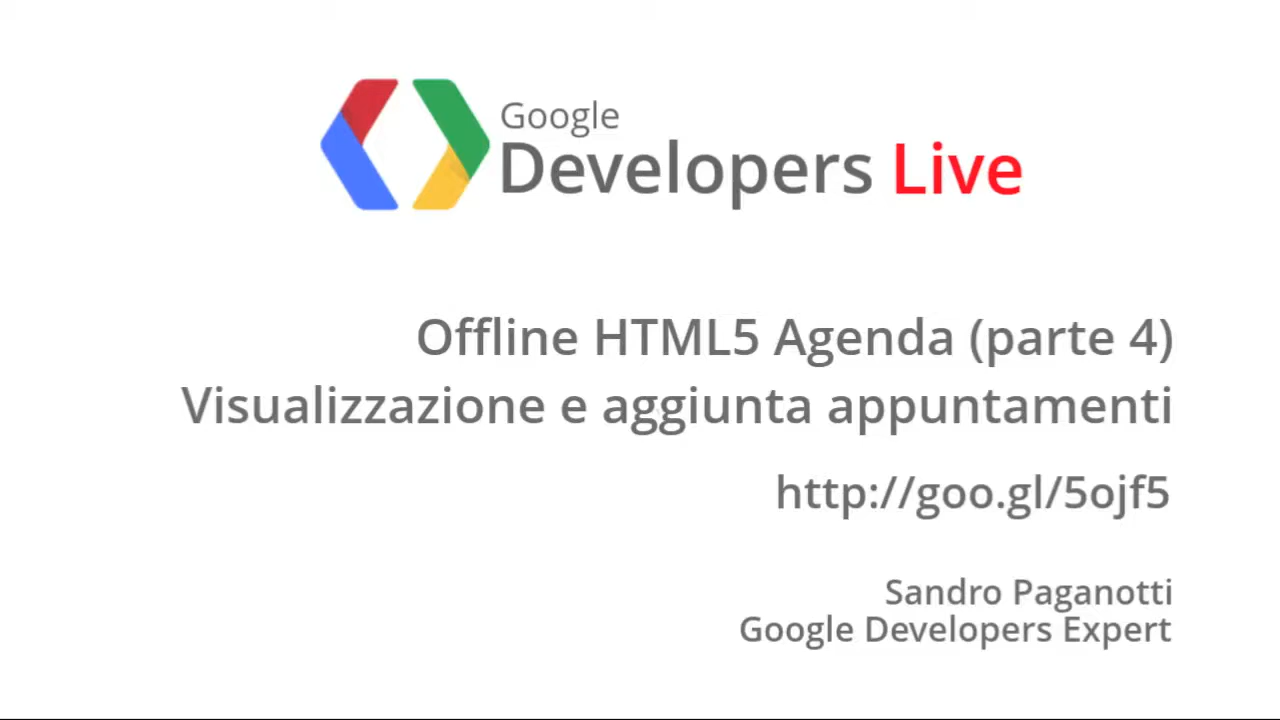 Google
Developers Live
Offline HTML5 Agenda (parte 4)
Visualizzazione e aggiunta appuntamenti
http://goo.gl/5ojf5
Sandro Paganotti
Google Developers Expert